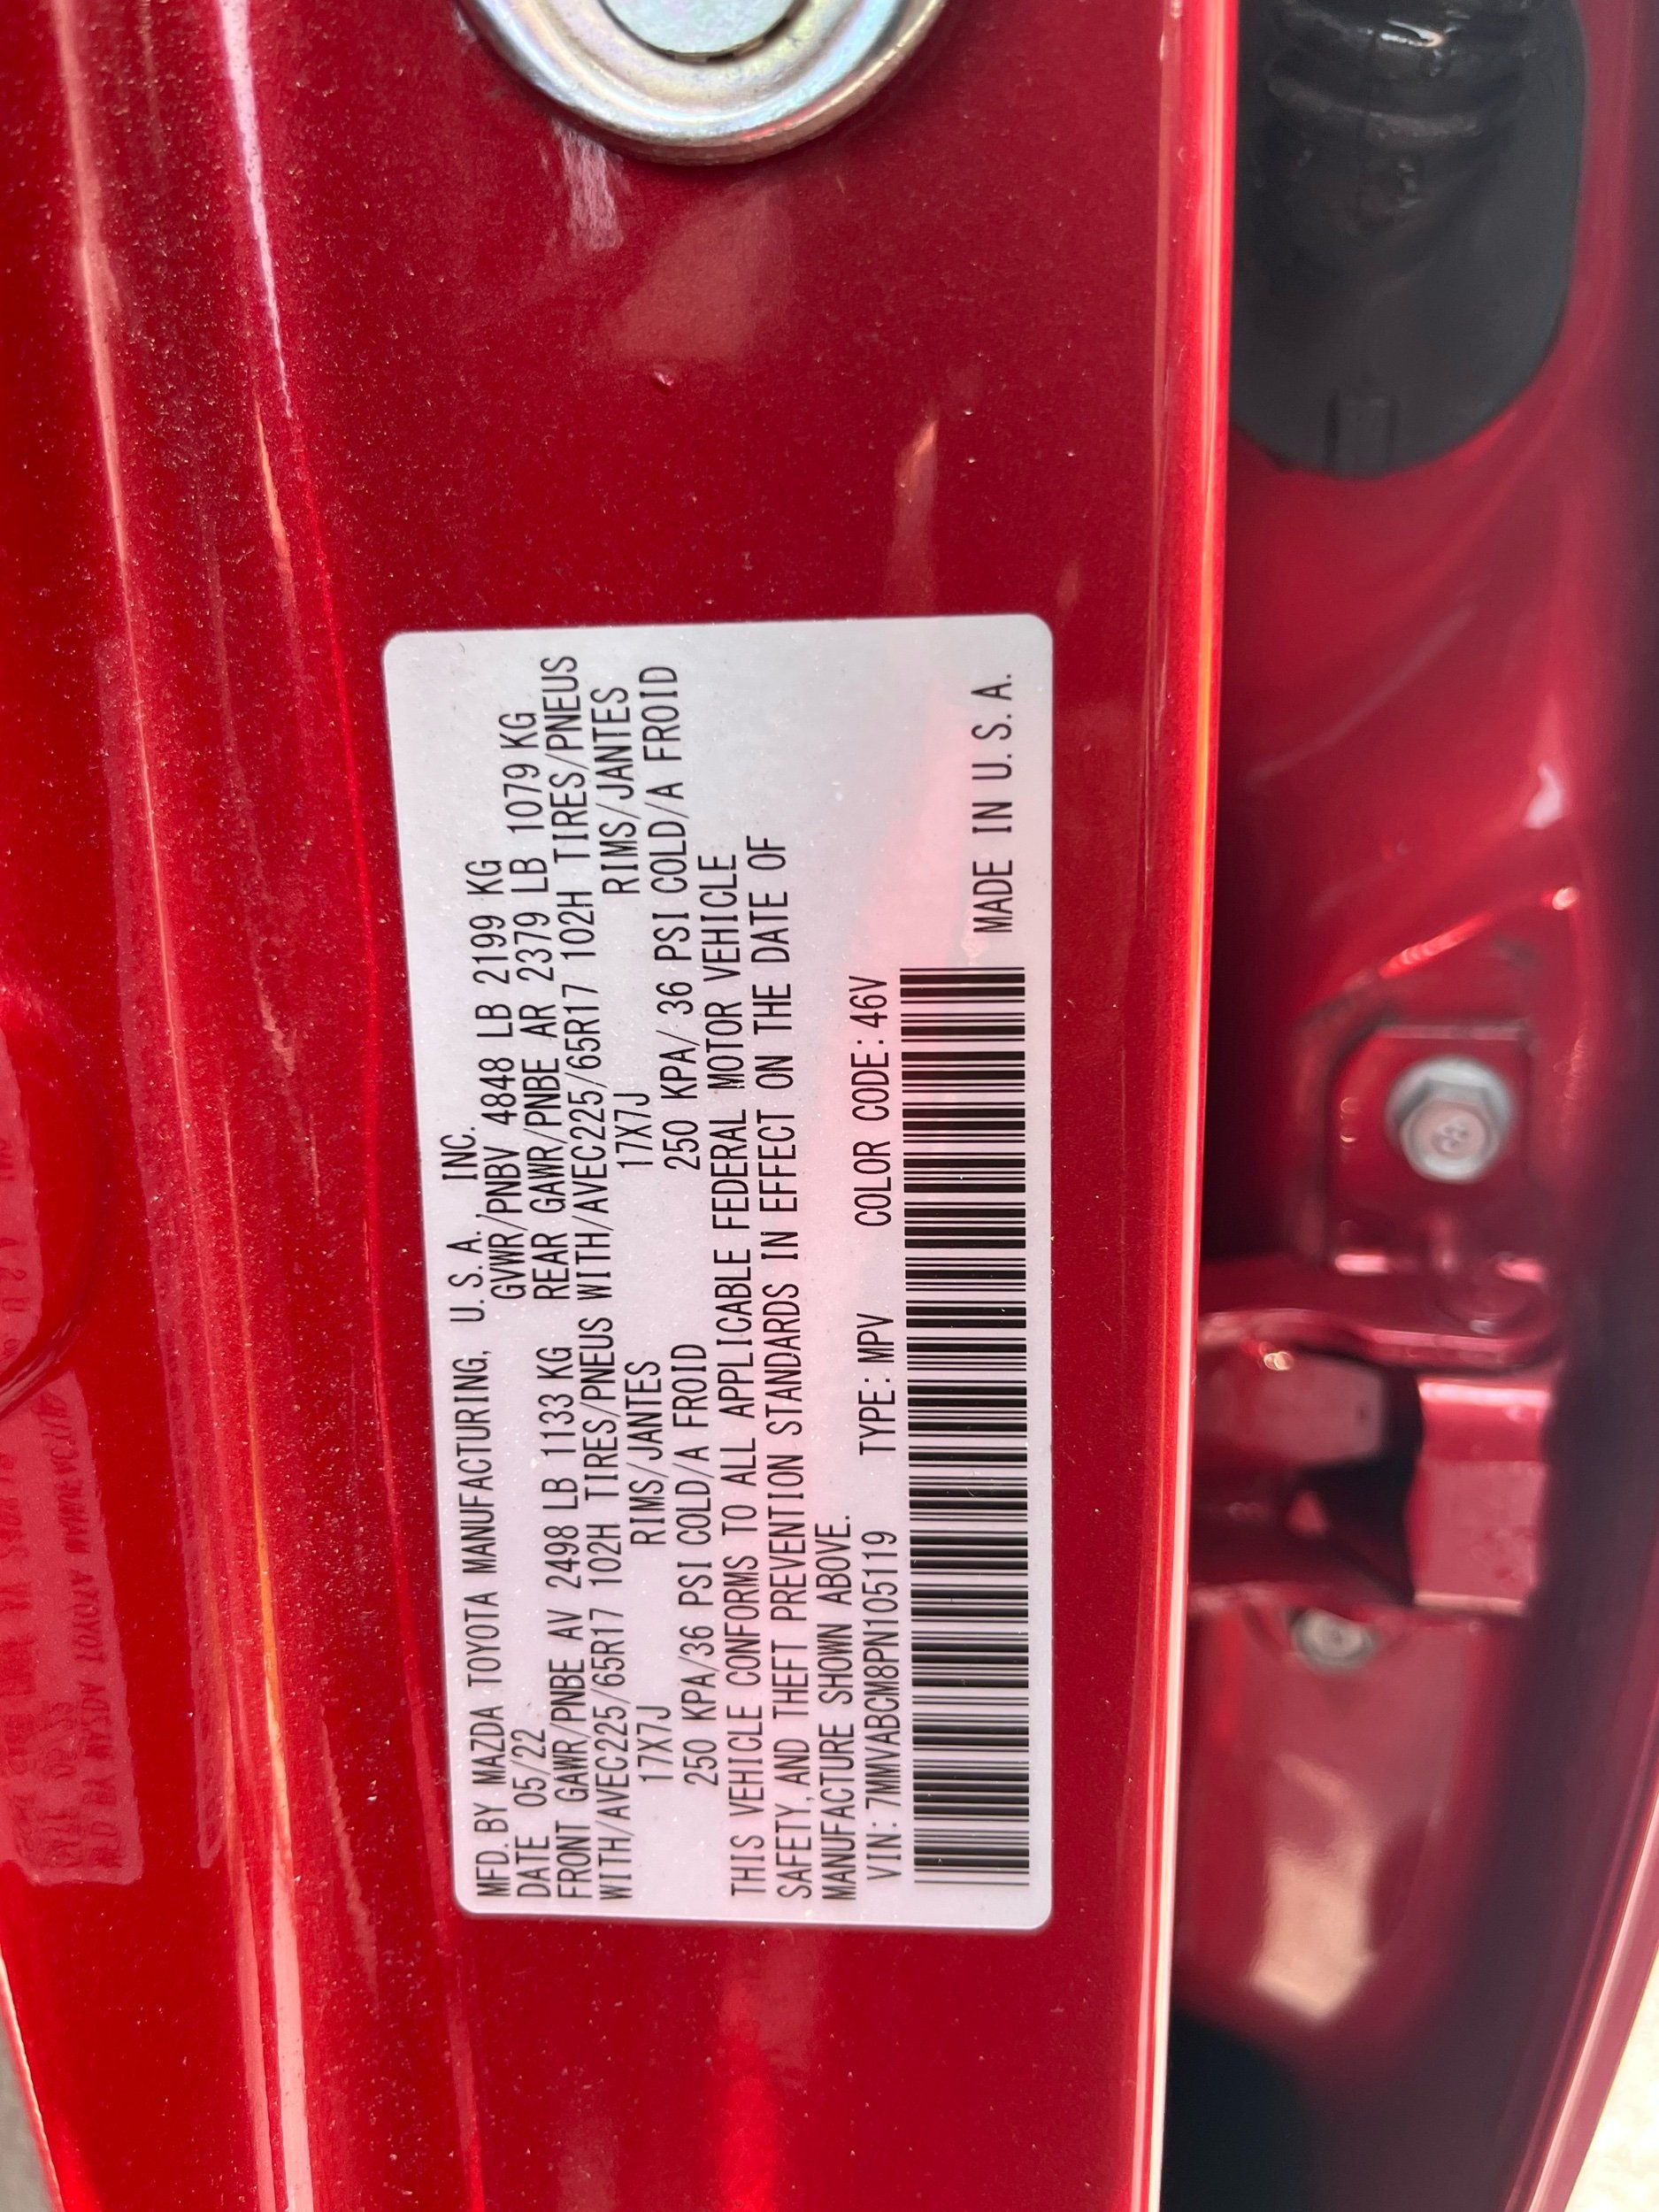 MFD. BY MAZDA TOYOTA MANUFACTURING, U.S.A., INC.
DATE 05/22 GVWR/PNBV 4848 LB 2199 KG
FRONT GAWR/PNBE AV 2498 LB 1133 KG REAR GAWR/PNBE AR 2379 LB 1079 KG
WITH/AVEC225/65R17 102H TIRES/PNEUS WITH/AVEC225/65R17 102H TIRES/PNEUS
17X7J RIMS/JANTES 17X7J RIMS/JANTES
250 KPA/36 PSI COLD/A FROID 250 KPA/ 36 PSI COLD/A FROID
THIS VEHICLE CONFORMS TO ALL APPLICABLE FEDERAL MOTOR VEHICLE
SAFETY, AND THEFT PREVENTION STANDARDS IN EFFECT ON THE DATE OF
MANUFACTURE SHOWN ABOVE.
VIN: 7MMVABCM8PN105119 TYPE: MPV COLOR CODE: 46V
MADE IN U.S.A.